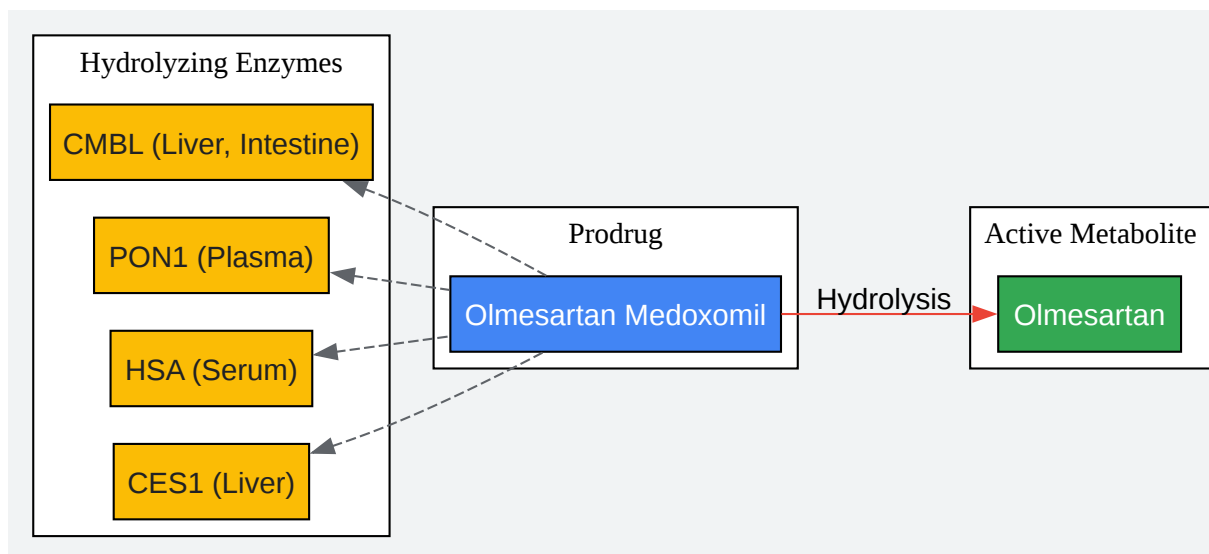 Hydrolyzing Enzymes
CMBL (Liver, Intestine)
PON1 (Plasma)
HSA (Serum)
CES1 (Liver)
Prodrug
Olmesartan Medoxomil
Hydrolysis
Active Metabolite
Olmesartan